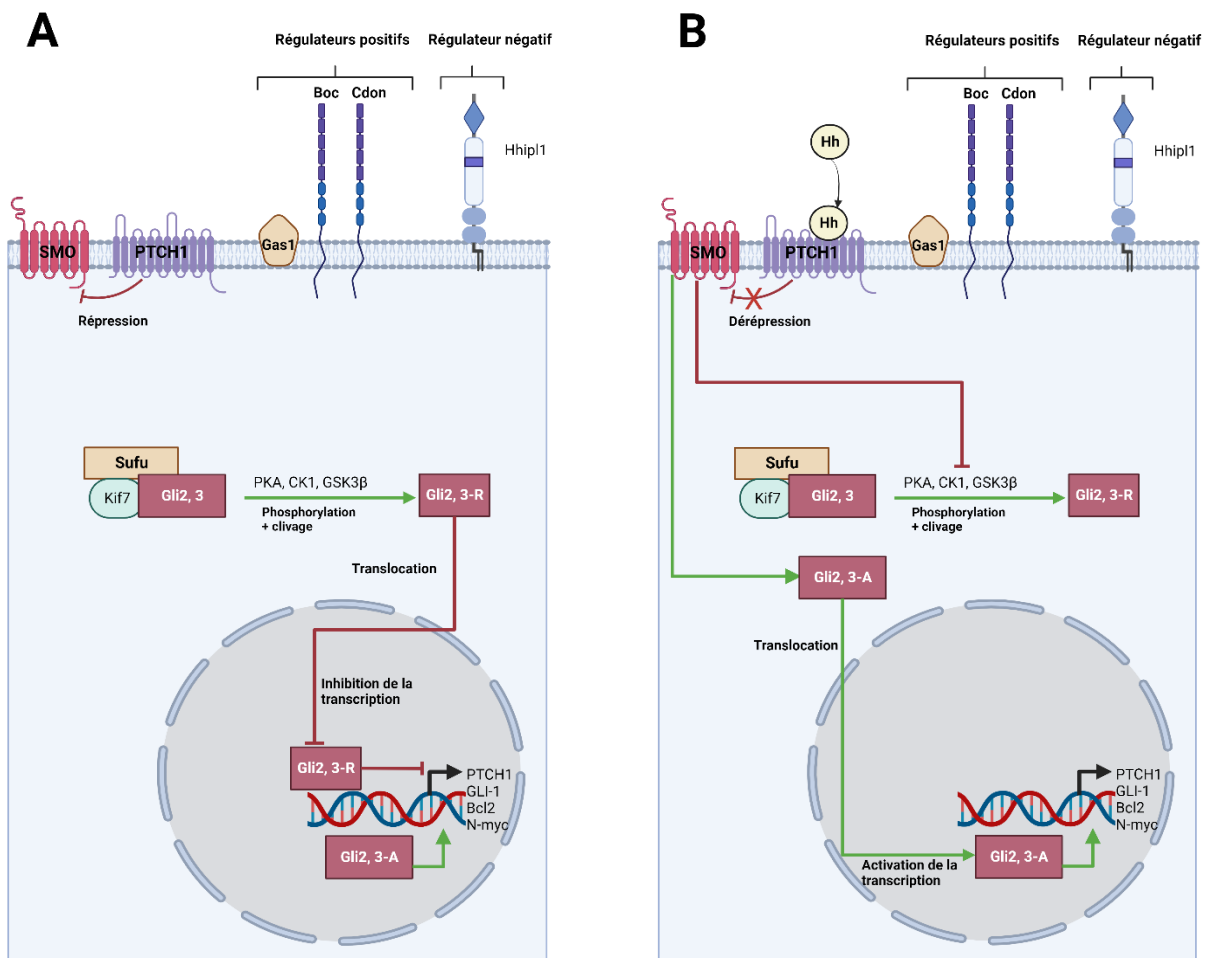 A
Régulateurs positifs
Régulateur négatif
Boc
Cdon
Hhipl1
SMO
PTCH1
Gas1
Répression
Sufu
Kif7
Gli2, 3
PKA, CK1, GSK3β
Phosphorylation
+ clivage
Gli2, 3-R
Translocation
Inhibition de la
transcription
Gli2, 3-R
PTCH1
GLI-1
Bcl2
N-myc
Gli2, 3-A
B
Régulateurs positifs
Régulateur négatif
Boc
Cdon
Hh
Hhipl1
Hh
SMO
PTCH1
Gas1
Dérépression
Sufu
Kif7
Gli2, 3
PKA, CK1, GSK3β
Phosphorylation
+ clivage
Gli2, 3-R
Gli2, 3-A
Translocation
PTCH1
GLI-1
Bcl2
N-myc
Activation de la
transcription
Gli2, 3-A